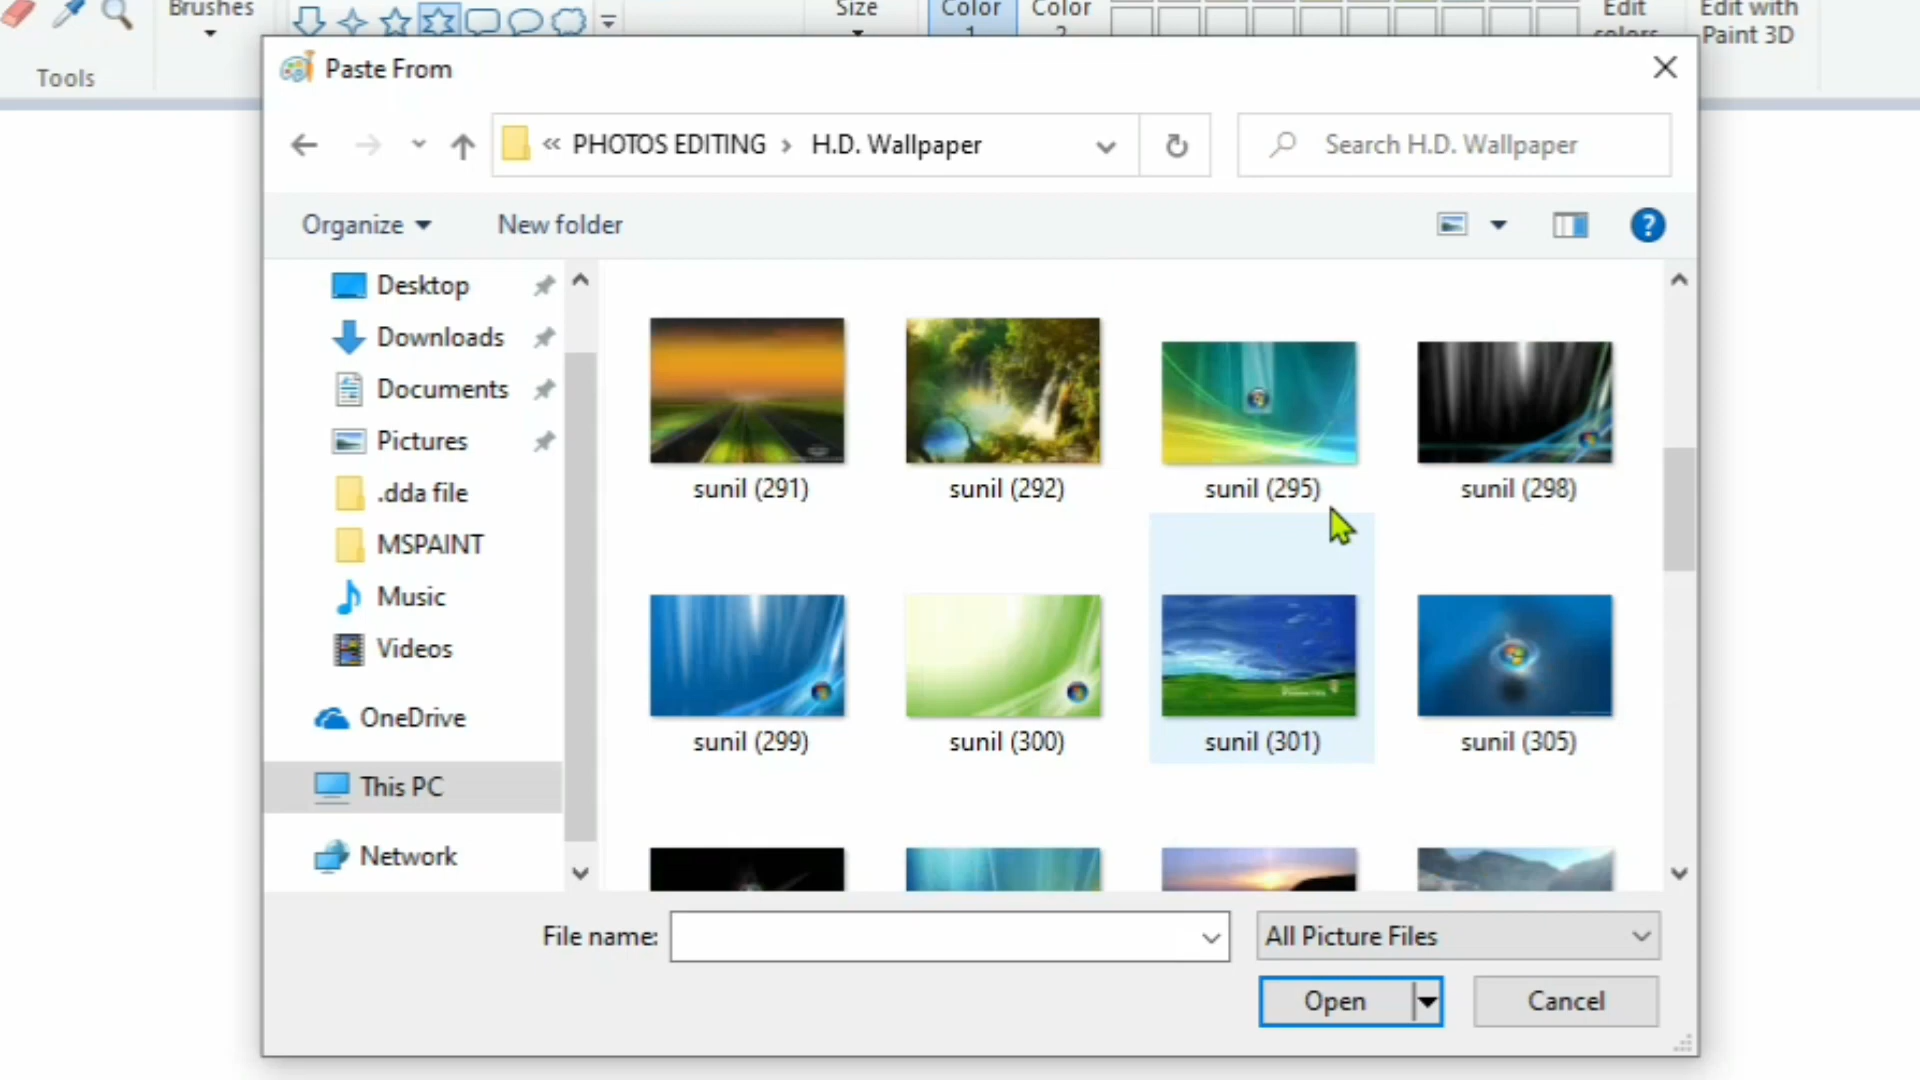 Brushes
Size
Color
1
Color
2
Edit
colors
Edit with
Paint 3D
Tools
Paste From
« PHOTOS EDITING › H.D. Wallpaper
Search H.D. Wallpaper
Organize
New folder
?
Desktop
Downloads
Documents
Pictures
.dda file
MSPAINT
Music
Videos
OneDrive
This PC
Network
sunil (291)
sunil (292)
sunil (295)
sunil (298)
sunil (299)
sunil (300)
sunil (301)
sunil (305)
File name:
All Picture Files
Open
Cancel